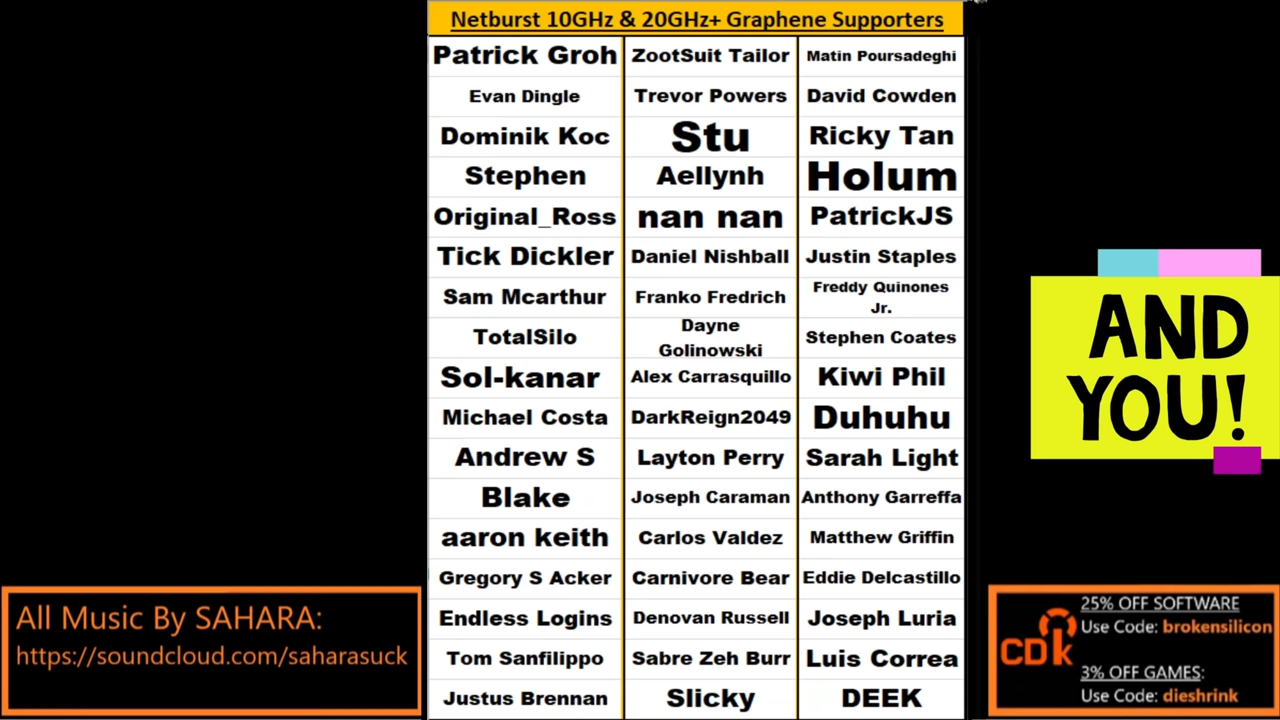 Netburst 10GHz & 20GHz+ Graphene Supporters
Patrick Groh
ZootSuit Tailor
Matin Poursadeghi
Evan Dingle
Trevor Powers
David Cowden
Dominik Koc
Stu
Ricky Tan
Stephen
Aellynh
Holum
Original_Ross
nan nan
PatrickJS
Tick Dickler
Daniel Nishball
Justin Staples
Sam Mcarthur
Franko Fredrich
Freddy Quinones
Jr.
TotalSilo
Dayne
Golinowski
Stephen Coates
Sol-kanar
Alex Carrasquillo
Kiwi Phil
Michael Costa
DarkReign2049
Duhuhu
Andrew S
Layton Perry
Sarah Light
Blake
Joseph Caraman
Anthony Garreffa
aaron keith
Carlos Valdez
Matthew Griffin
Gregory S Acker
Carnivore Bear
Eddie Delcastillo
Endless Logins
Denovan Russell
Joseph Luria
Tom Sanfilippo
Sabre Zeh Burr
Luis Correa
Justus Brennan
Slicky
DEEK
AND
YOU!
All Music By SAHARA:
https://soundcloud.com/saharasuck
CDk
25% OFF SOFTWARE
Use Code: brokensilicon
3% OFF GAMES:
Use Code: dieshrink